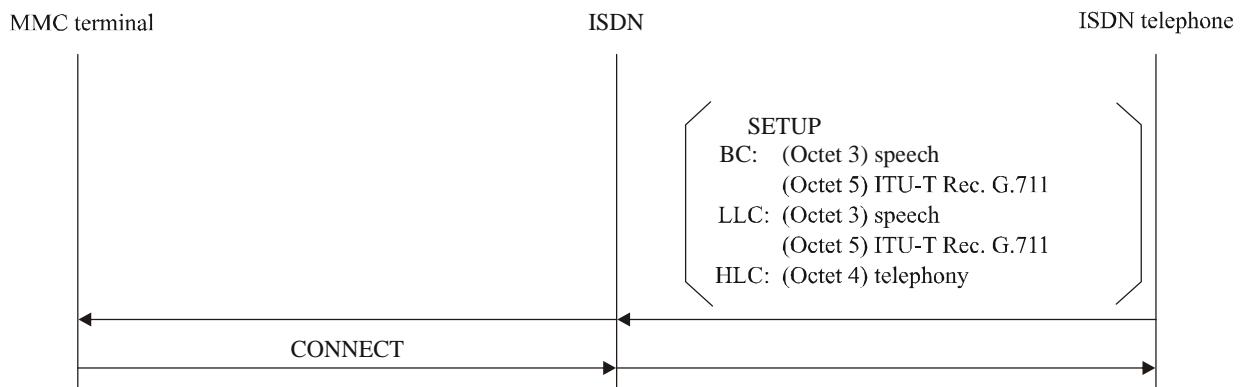 MMC terminal ISDN ISDN telephone
SETUP
BC: (Octet 3) speech
(Octet 5) ITU-T Rec. G.711
LLC: (Octet 3) speech
(Octet 5) ITU-T Rec. G.711
HLC: (Octet 4) telephony
CONNECT